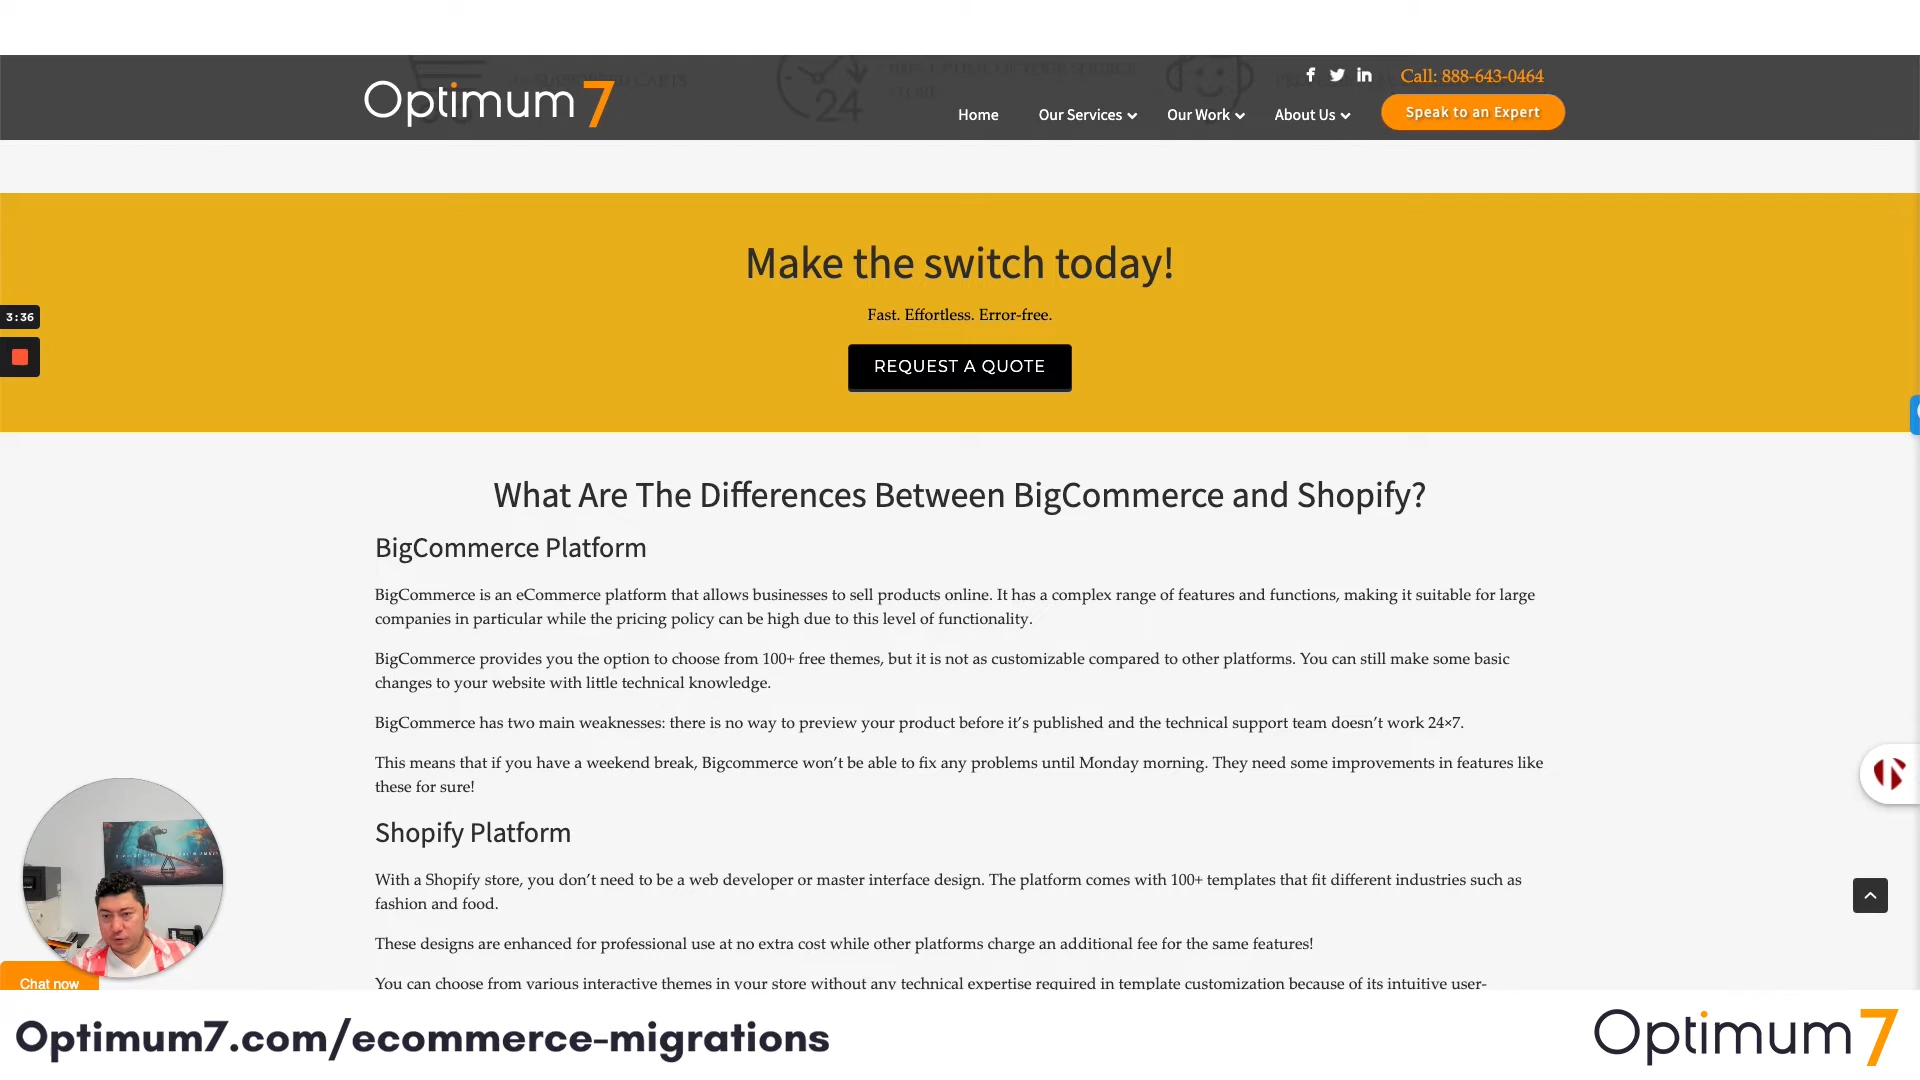 Optimum7
Call: 888-643-0464
Home
Our Services
Our Work
About Us
Speak to an Expert
24
Make the switch today!
Fast. Effortless. Error-free.
REQUEST A QUOTE
3:36
What Are The Differences Between BigCommerce and Shopify?
BigCommerce Platform
BigCommerce is an eCommerce platform that allows businesses to sell products online. It has a complex range of features and functions, making it suitable for large
companies in particular while the pricing policy can be high due to this level of functionality.
BigCommerce provides you the option to choose from 100+ free themes, but it is not as customizable compared to other platforms. You can still make some basic
changes to your website with little technical knowledge.
BigCommerce has two main weaknesses: there is no way to preview your product before it’s published and the technical support team doesn’t work 24×7.
This means that if you have a weekend break, Bigcommerce won’t be able to fix any problems until Monday morning. They need some improvements in features like
these for sure!
Shopify Platform
With a Shopify store, you don’t need to be a web developer or master interface design. The platform comes with 100+ templates that fit different industries such as
fashion and food.
These designs are enhanced for professional use at no extra cost while other platforms charge an additional fee for the same features!
You can choose from various interactive themes in your store without any technical expertise required in template customization because of its intuitive user-
Chat now
Optimum7.com/ecommerce-migrations
Optimum7